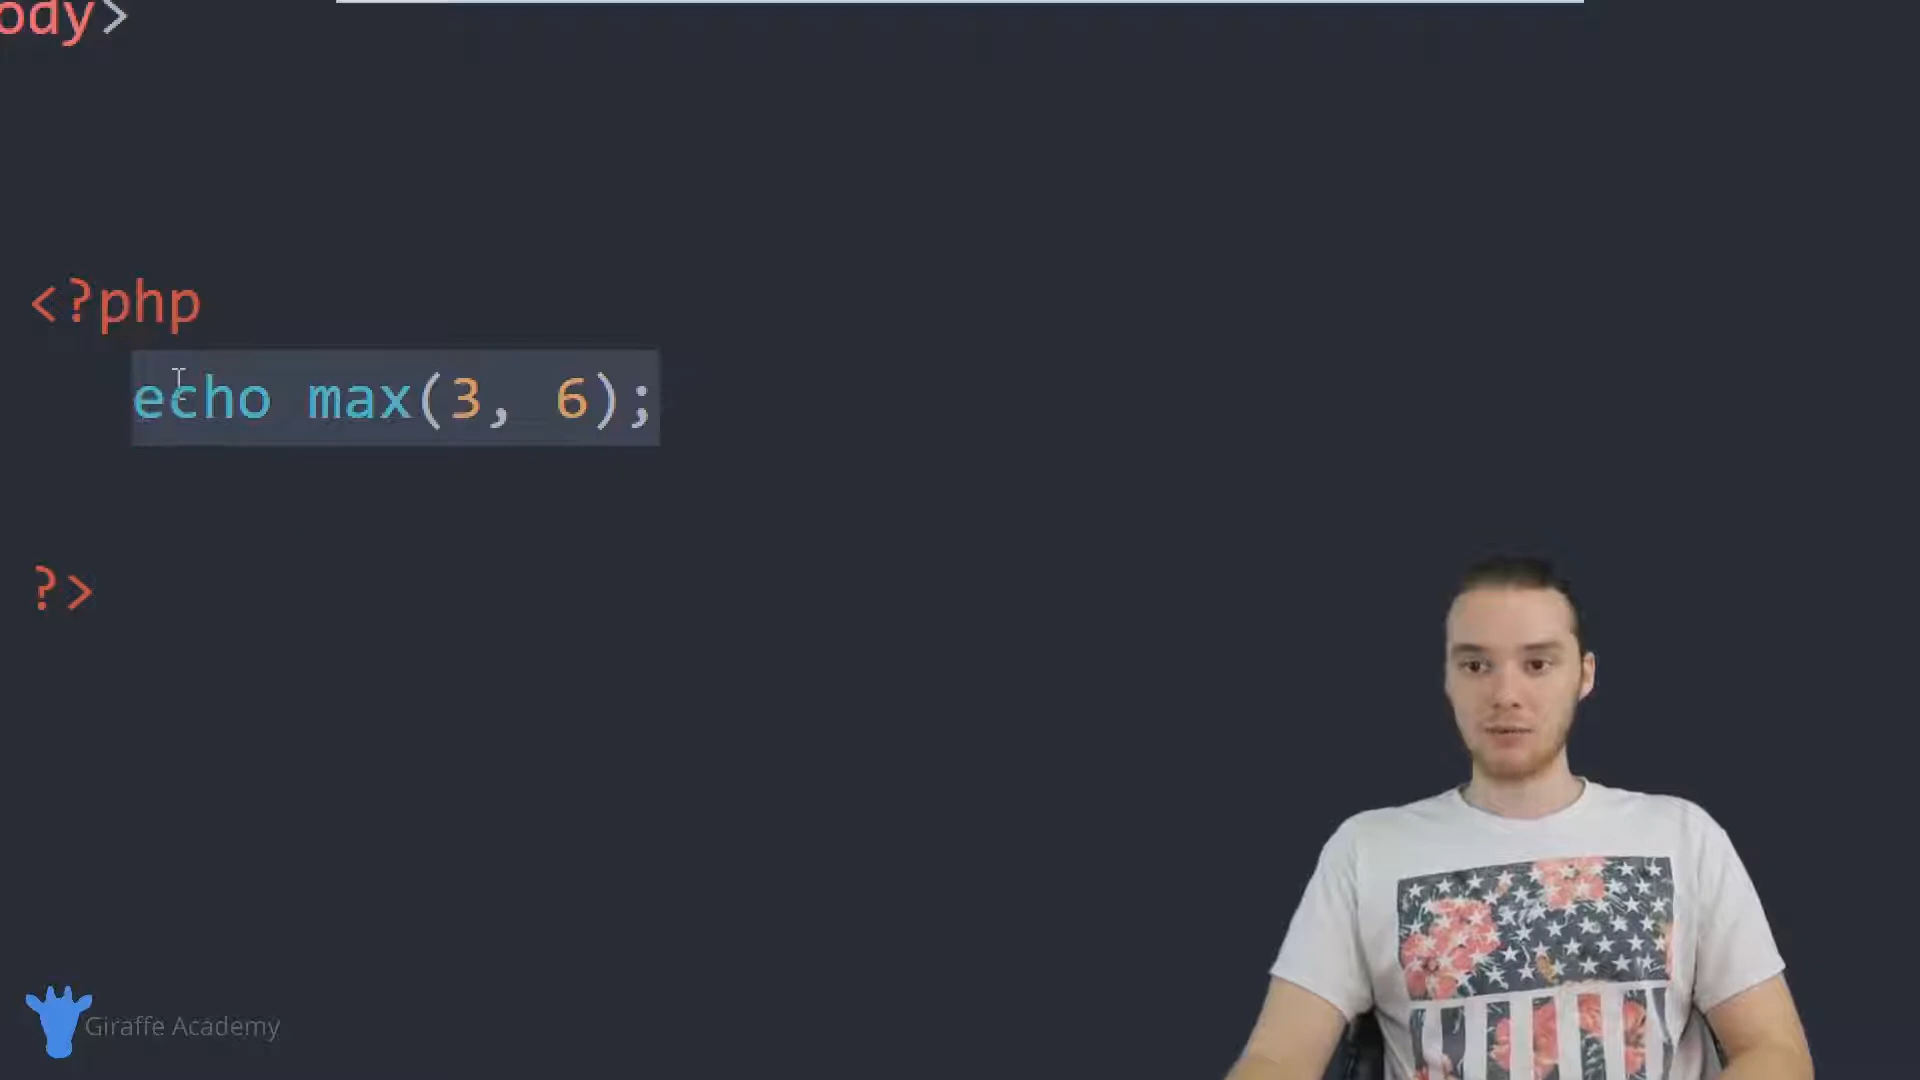 ody>
<?php
echo max(3, 6);
?>
Giraffe Academy